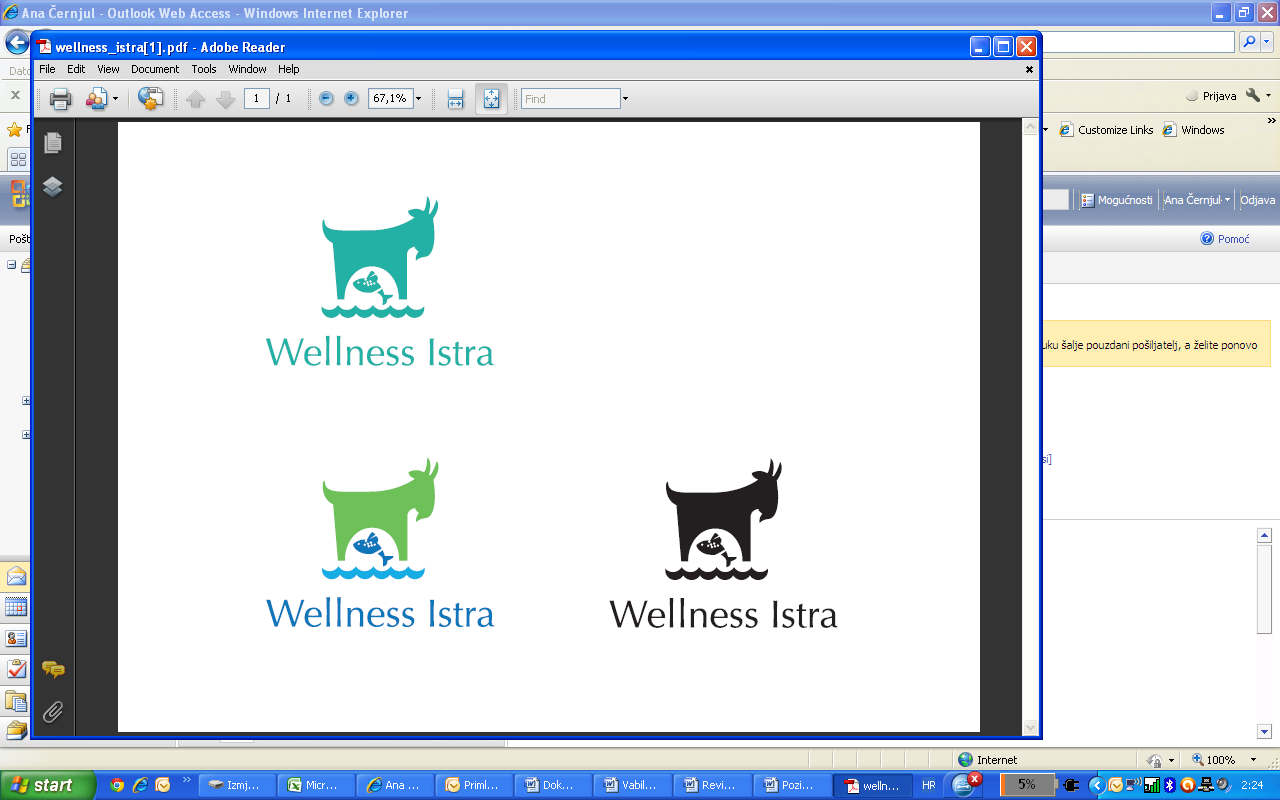 Ana Černjul - Outlook Web Access - Windows Internet Explorer
wellness_istra[1].pdf - Adobe Reader
File Edit View Document Tools Window Help
1 / 1 67,1% Find
Prijava
Customize Links Windows
Mogućnosti Ana Černjul Odjava
Pošt
Pomoć
uku šalje pouzdani pošiljatelj, a želite ponovo
si]
Wellness Istra
Wellness Istra
Wellness Istra
Internet 100%
start Izmj... Micr... Ana ... Primlj... Dok... Vabil... Revi... Pozi... welln... HR 5% 2:24